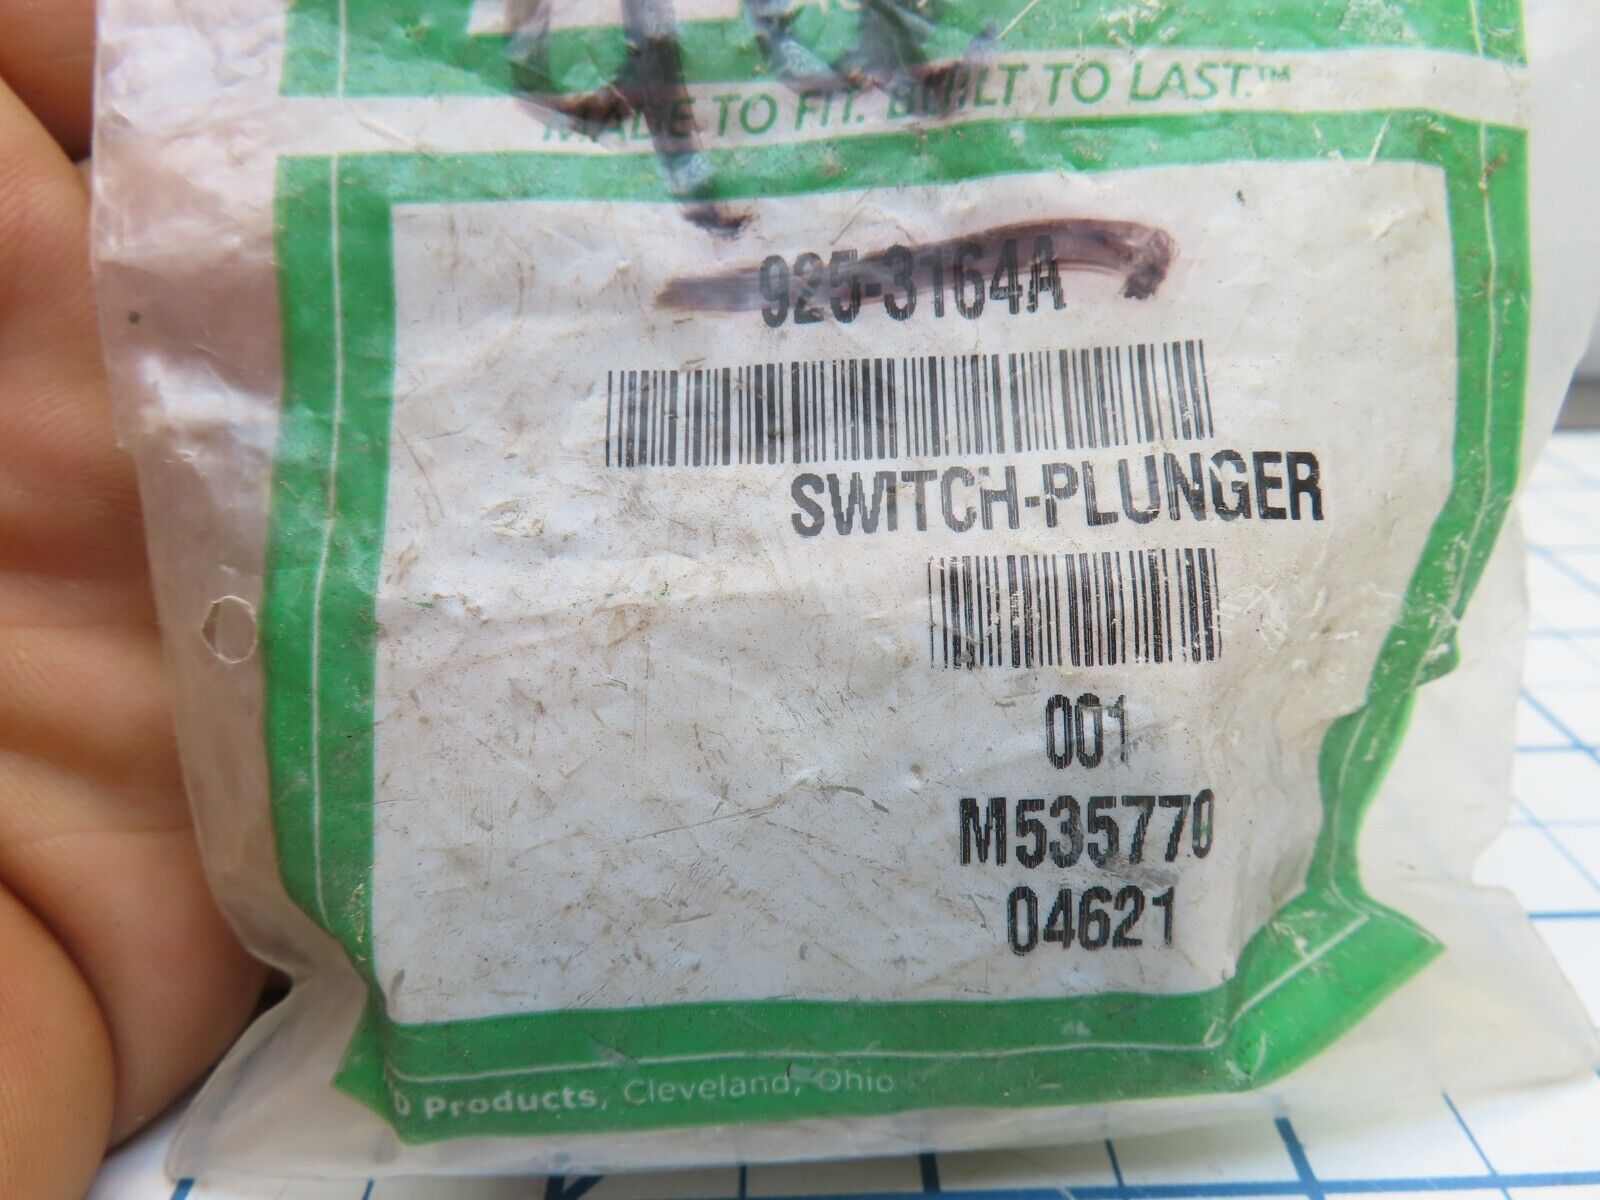 MADE TO FIT. BUILT TO LAST.™
925-3164A
SWITCH-PLUNGER
001
M535770
04621
D Products, Cleveland, Ohio